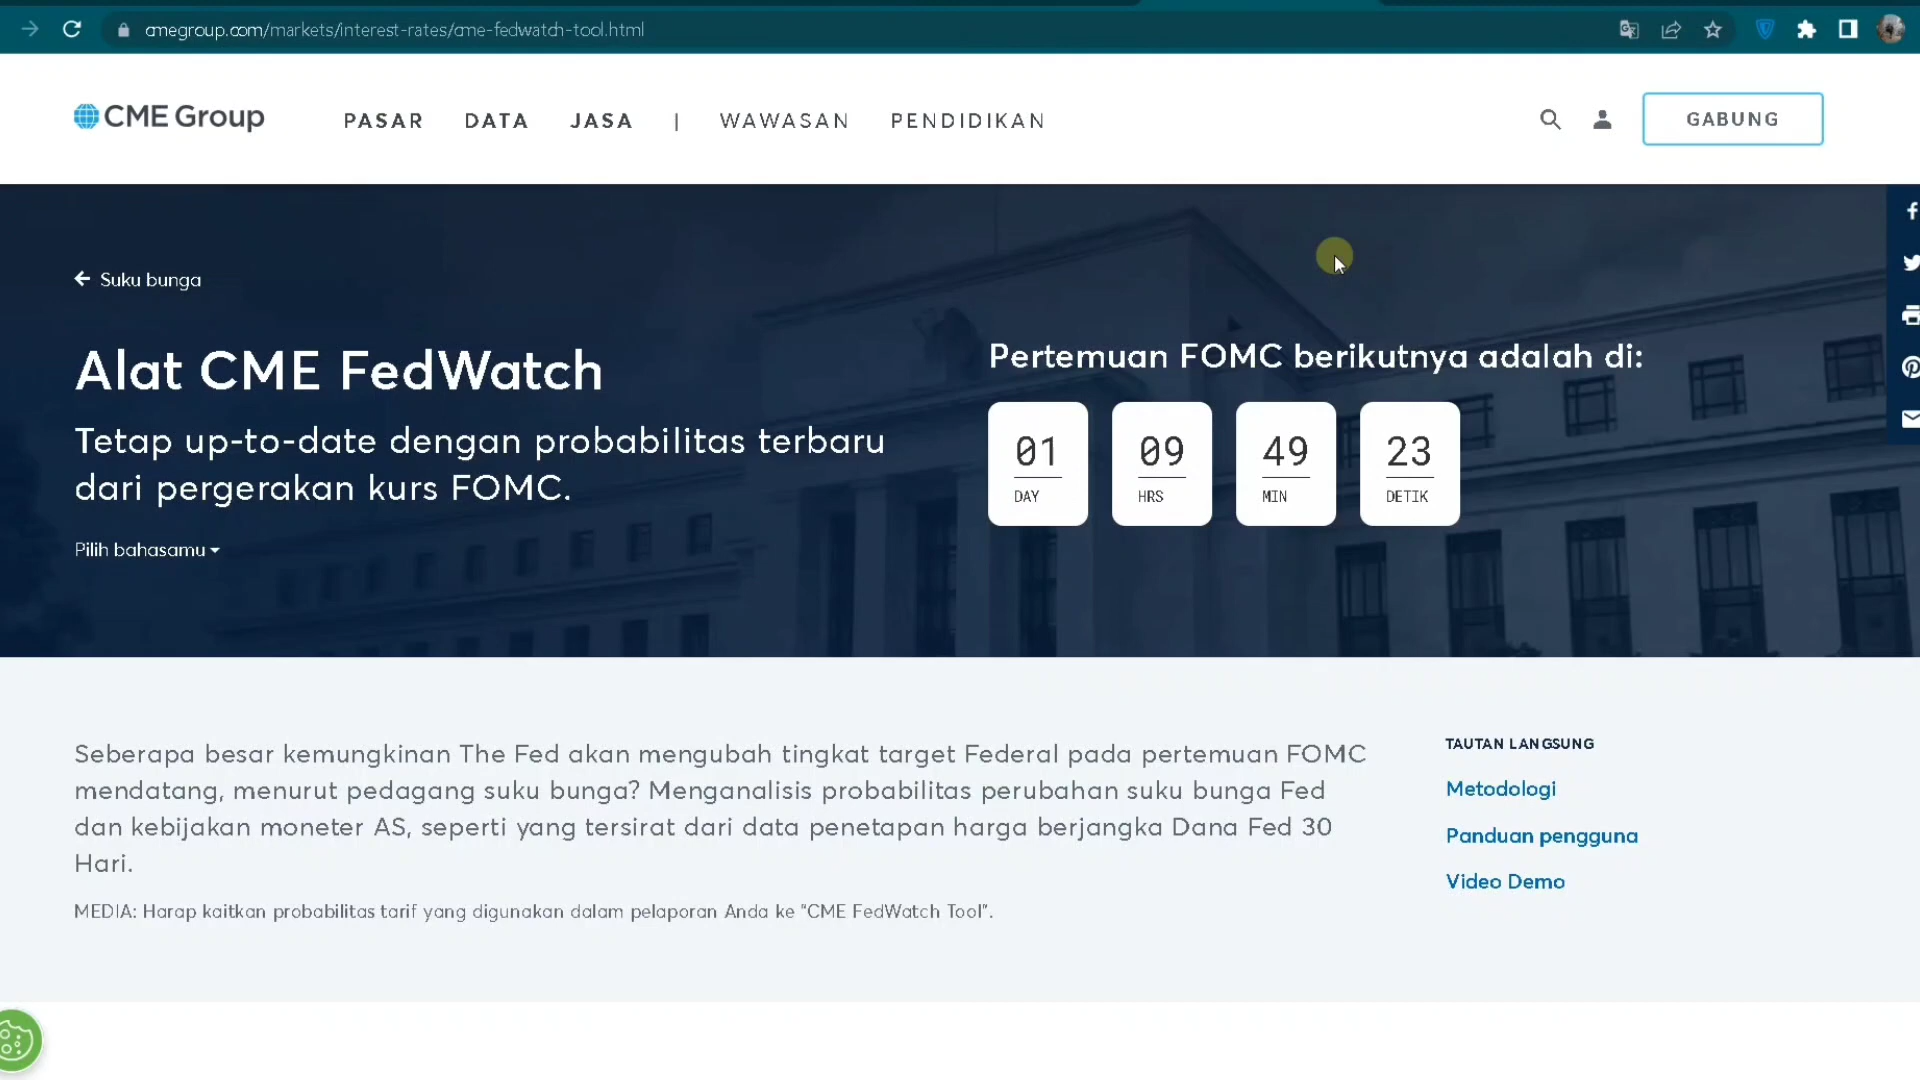 cmegroup.com/markets/interest-rates/cme-fedwatch-tool.html
CME Group
PASAR DATA JASA | WAWASAN PENDIDIKAN
GABUNG
Suku bunga
Alat CME FedWatch
Tetap up-to-date dengan probabilitas terbaru
dari pergerakan kurs FOMC.
Pilih bahasamu
Pertemuan FOMC berikutnya adalah di:
01 09 49 23
DAY HRS MIN DETIK
Seberapa besar kemungkinan The Fed akan mengubah tingkat target Federal pada pertemuan FOMC
mendatang, menurut pedagang suku bunga? Menganalisis probabilitas perubahan suku bunga Fed
dan kebijakan moneter AS, seperti yang tersirat dari data penetapan harga berjangka Dana Fed 30
Hari.
MEDIA: Harap kaitkan probabilitas tarif yang digunakan dalam pelaporan Anda ke "CME FedWatch Tool".
TAUTAN LANGSUNG
Metodologi
Panduan pengguna
Video Demo